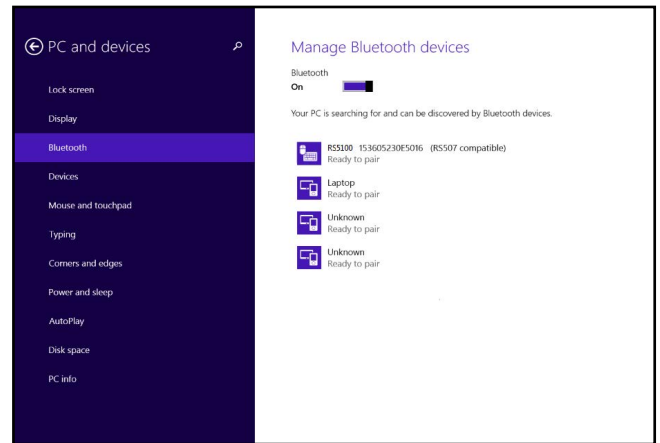 PC and devices
Lock screen
Display
Bluetooth
Devices
Mouse and touchpad
Typing
Corners and edges
Power and sleep
AutoPlay
Disk space
PC info
Manage Bluetooth devices
Bluetooth
On
Your PC is searching for and can be discovered by Bluetooth devices.
RS5100 153605230E5016 (RS507 compatible)
Ready to pair
Laptop
Ready to pair
Unknown
Ready to pair
Unknown
Ready to pair